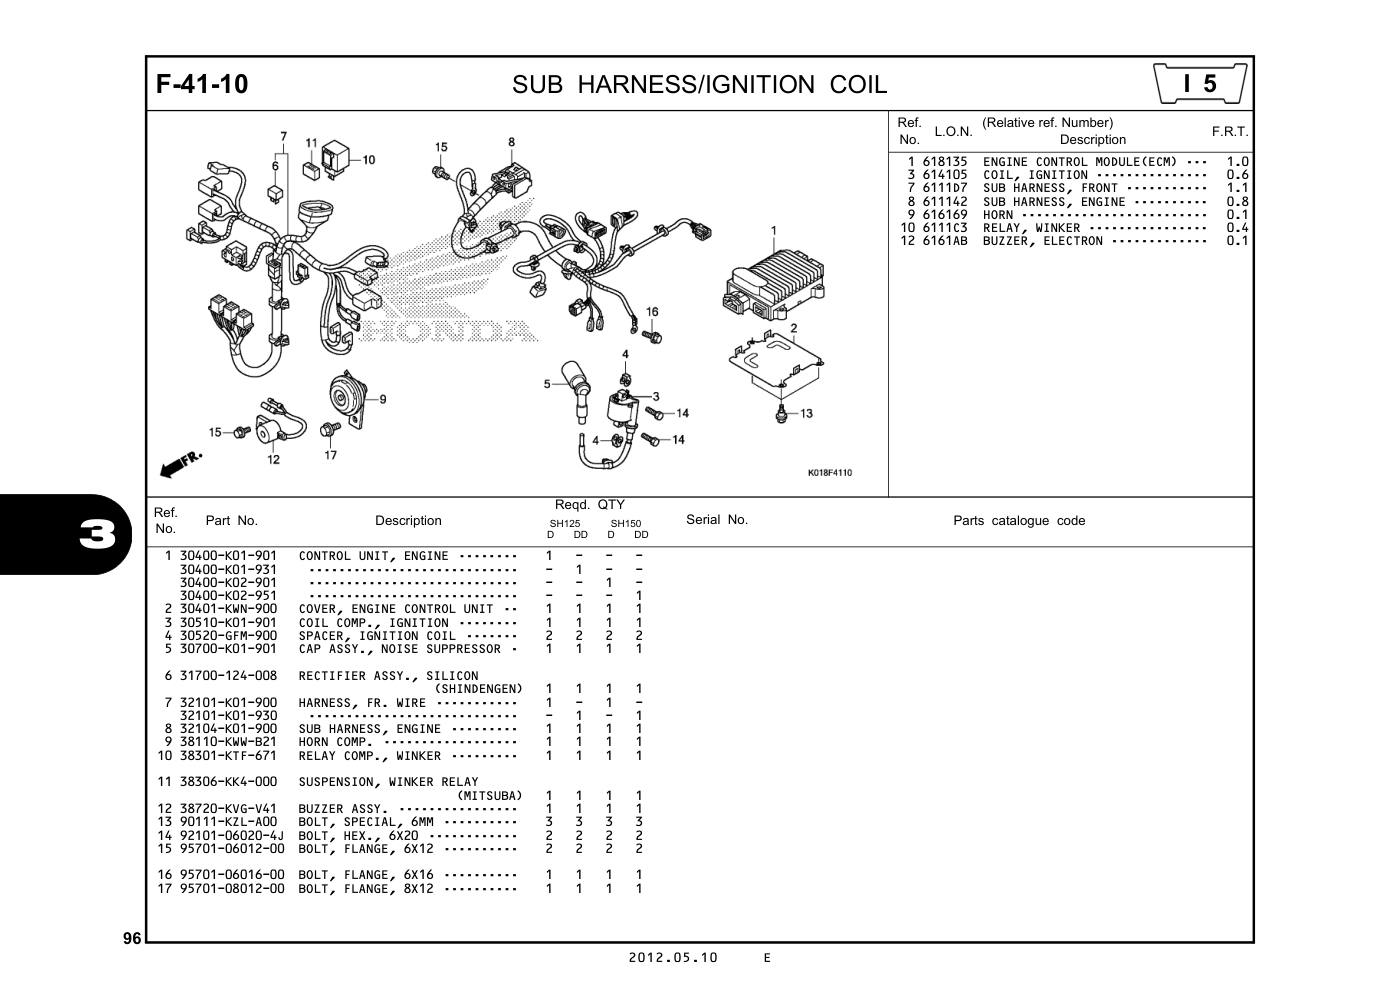 F-41-10
SUB HARNESS/IGNITION COIL
I 5
7
11
6
10
15
8
1
2
16
4
5
3
14
9
15
12
17
4
14
13
HONDA
FR.
K018F4110
Ref. No. L.O.N. (Relative ref. Number) Description F.R.T.
1 618135 ENGINE CONTROL MODULE(ECM) --- 1.0
3 614105 COIL, IGNITION --------------- 0.6
7 6111D7 SUB HARNESS, FRONT ----------- 1.1
8 611142 SUB HARNESS, ENGINE ---------- 0.8
9 616169 HORN ------------------------- 0.1
10 6111C3 RELAY, WINKER ---------------- 0.4
12 6161AB BUZZER, ELECTRON ------------- 0.1
Reqd. QTY
Ref. No. Part No. Description SH125 SH150 Serial No. Parts catalogue code
D DD D DD
1 30400-K01-901 CONTROL UNIT, ENGINE -------- 1 - - -
30400-K01-931 ---------------------------- - 1 - -
30400-K02-901 ---------------------------- - - 1 -
30400-K02-951 ---------------------------- - - - 1
2 30401-KWN-900 COVER, ENGINE CONTROL UNIT -- 1 1 1 1
3 30510-K01-901 COIL COMP., IGNITION -------- 1 1 1 1
4 30520-GFM-900 SPACER, IGNITION COIL ------- 2 2 2 2
5 30700-K01-901 CAP ASSY., NOISE SUPPRESSOR - 1 1 1 1
6 31700-124-008 RECTIFIER ASSY., SILICON
(SHINDENGEN) 1 1 1 1
7 32101-K01-900 HARNESS, FR. WIRE ----------- 1 - 1 -
32101-K01-930 ---------------------------- - 1 - 1
8 32104-K01-900 SUB HARNESS, ENGINE --------- 1 1 1 1
9 38110-KWW-B21 HORN COMP. ------------------ 1 1 1 1
10 38301-KTF-671 RELAY COMP., WINKER --------- 1 1 1 1
11 38306-KK4-000 SUSPENSION, WINKER RELAY
(MITSUBA) 1 1 1 1
12 38720-KVG-V41 BUZZER ASSY. ---------------- 1 1 1 1
13 90111-KZL-A00 BOLT, SPECIAL, 6MM ---------- 3 3 3 3
14 92101-06020-4J BOLT, HEX., 6X20 ------------ 2 2 2 2
15 95701-06012-00 BOLT, FLANGE, 6X12 ---------- 2 2 2 2
16 95701-06016-00 BOLT, FLANGE, 6X16 ---------- 1 1 1 1
17 95701-08012-00 BOLT, FLANGE, 8X12 ---------- 1 1 1 1
3
96
2012.05.10 E